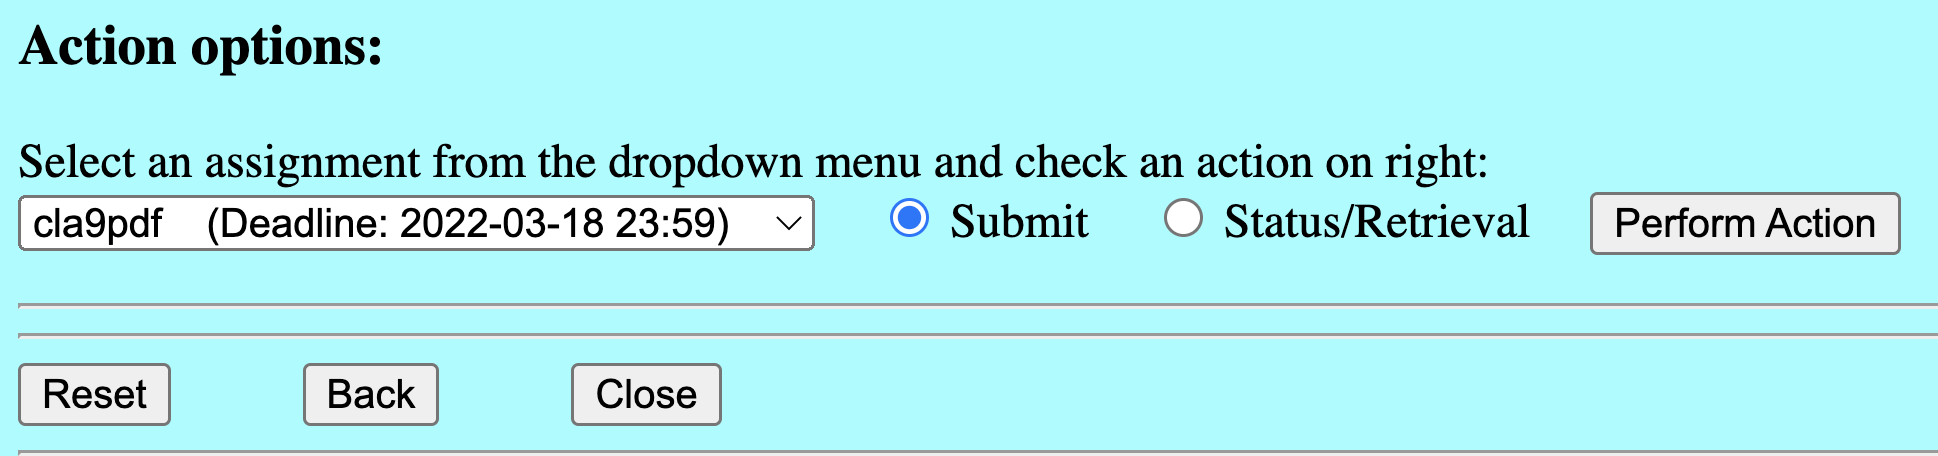 Action options:
Select an assignment from the dropdown menu and check an action on right:
cla9pdf (Deadline: 2022-03-18 23:59) Submit Status/Retrieval Perform Action
Reset Back Close